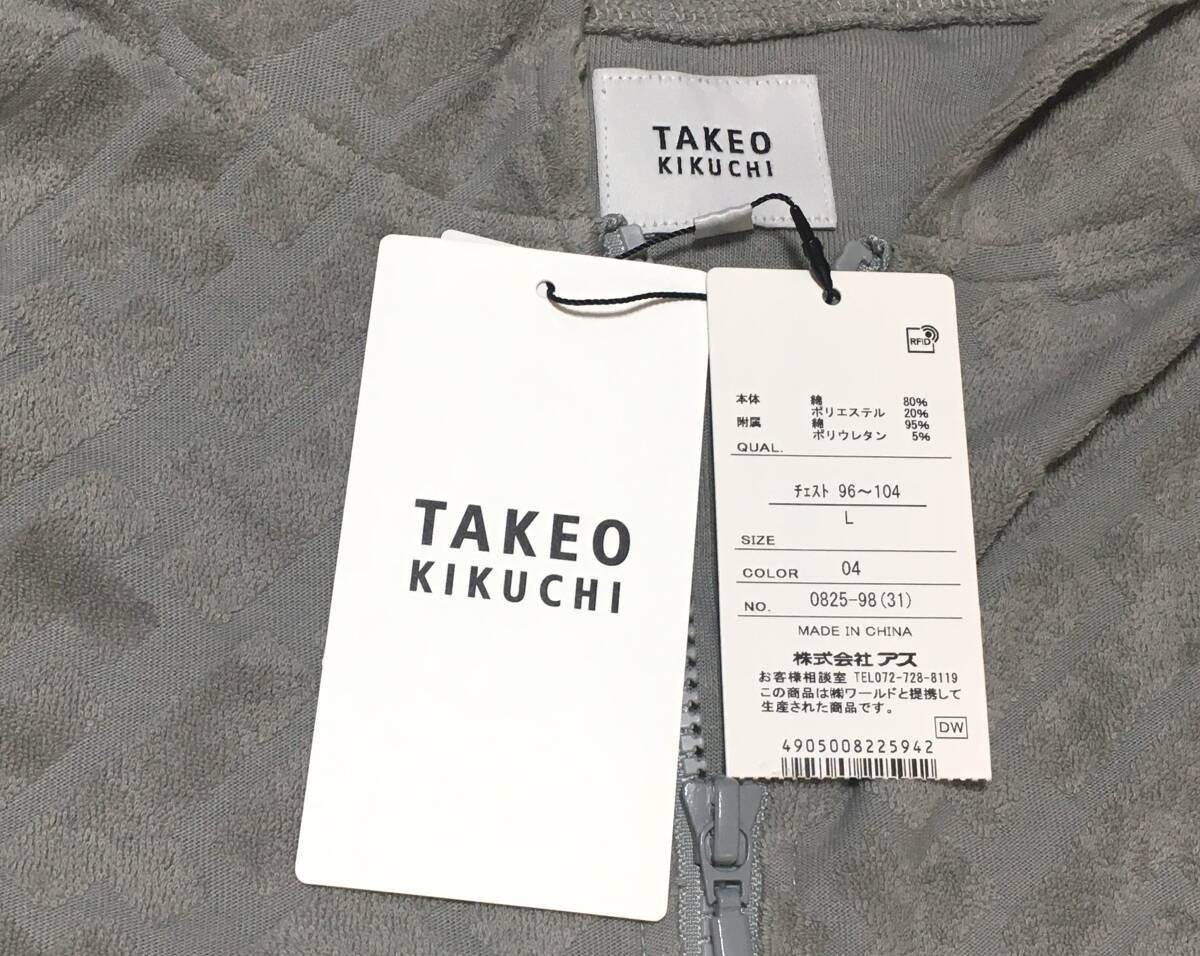 TAKEO
KIKUCHI
TAKEO
KIKUCHI
RFID
本体 綿 80%
ポリエステル 20%
附属 綿 95%
ポリウレタン 5%
QUAL.
チェスト 96～104
L
SIZE
COLOR 04
NO. 0825-98(31)
MADE IN CHINA
株式会社 アズ
お客様相談室 TEL072-728-8119
この商品は㈱ワールドと提携して
生産された商品です。
DW
4905008225942